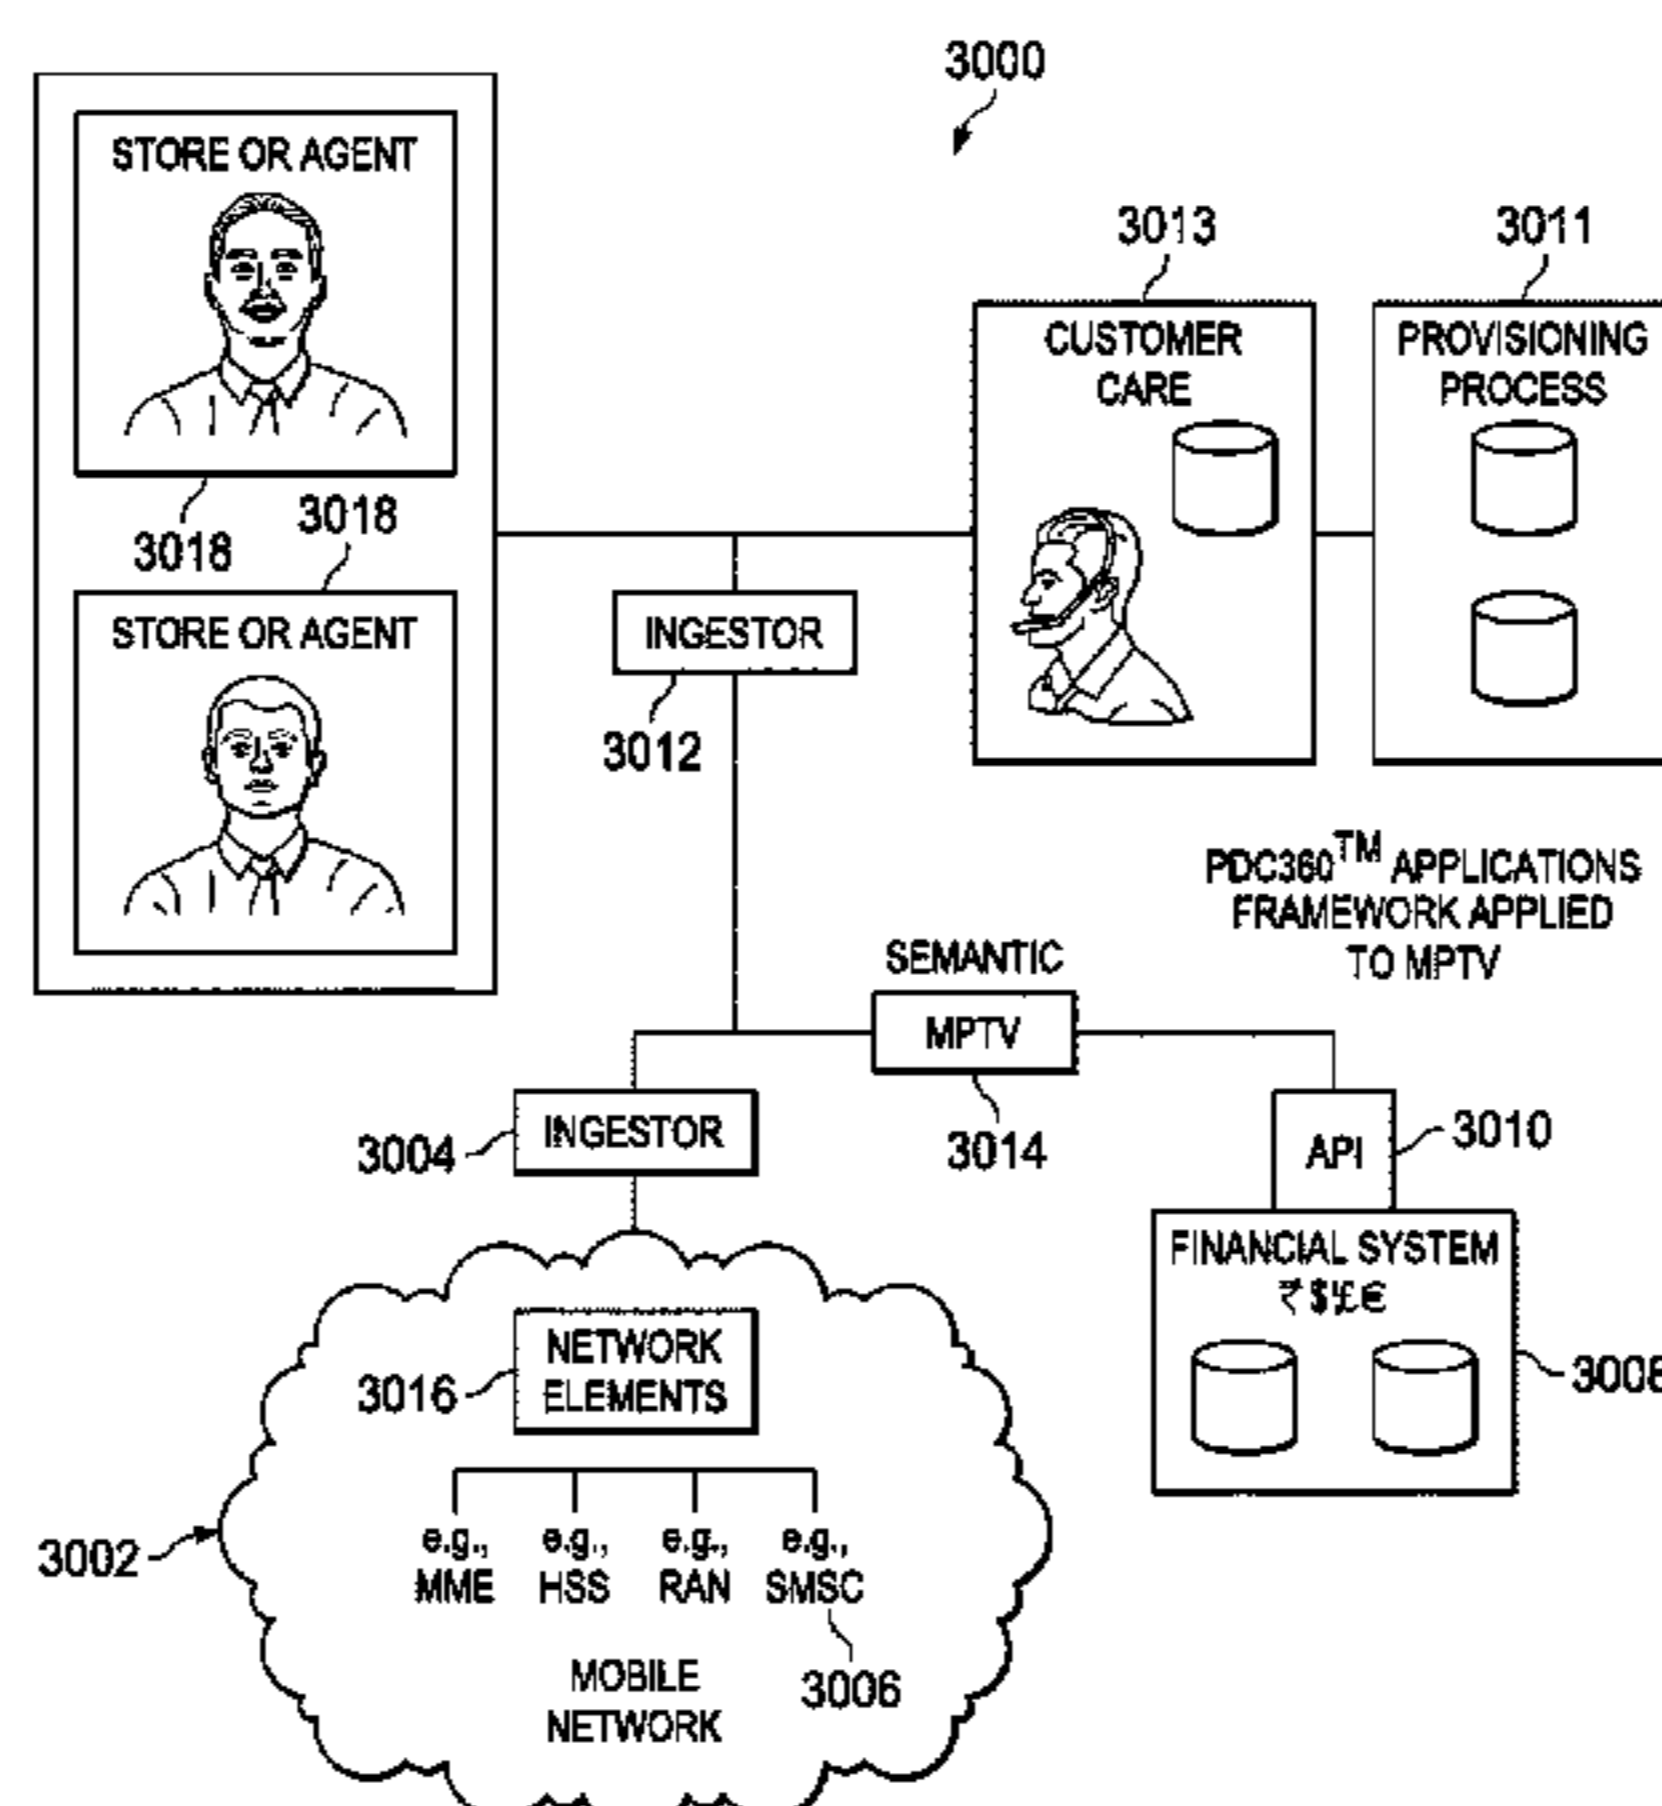 3000
STORE OR AGENT
3018
3018
STORE OR AGENT
3013
CUSTOMER
CARE
3011
PROVISIONING
PROCESS
INGESTOR
3012
PDC360™ APPLICATIONS
FRAMEWORK APPLIED
TO MPTV
SEMANTIC
MPTV
3014
INGESTOR
3004
API
3010
FINANCIAL SYSTEM
₹$£€
3008
NETWORK
ELEMENTS
3016
e.g., e.g., e.g., e.g.,
MME HSS RAN SMSC
3002
3006
MOBILE
NETWORK